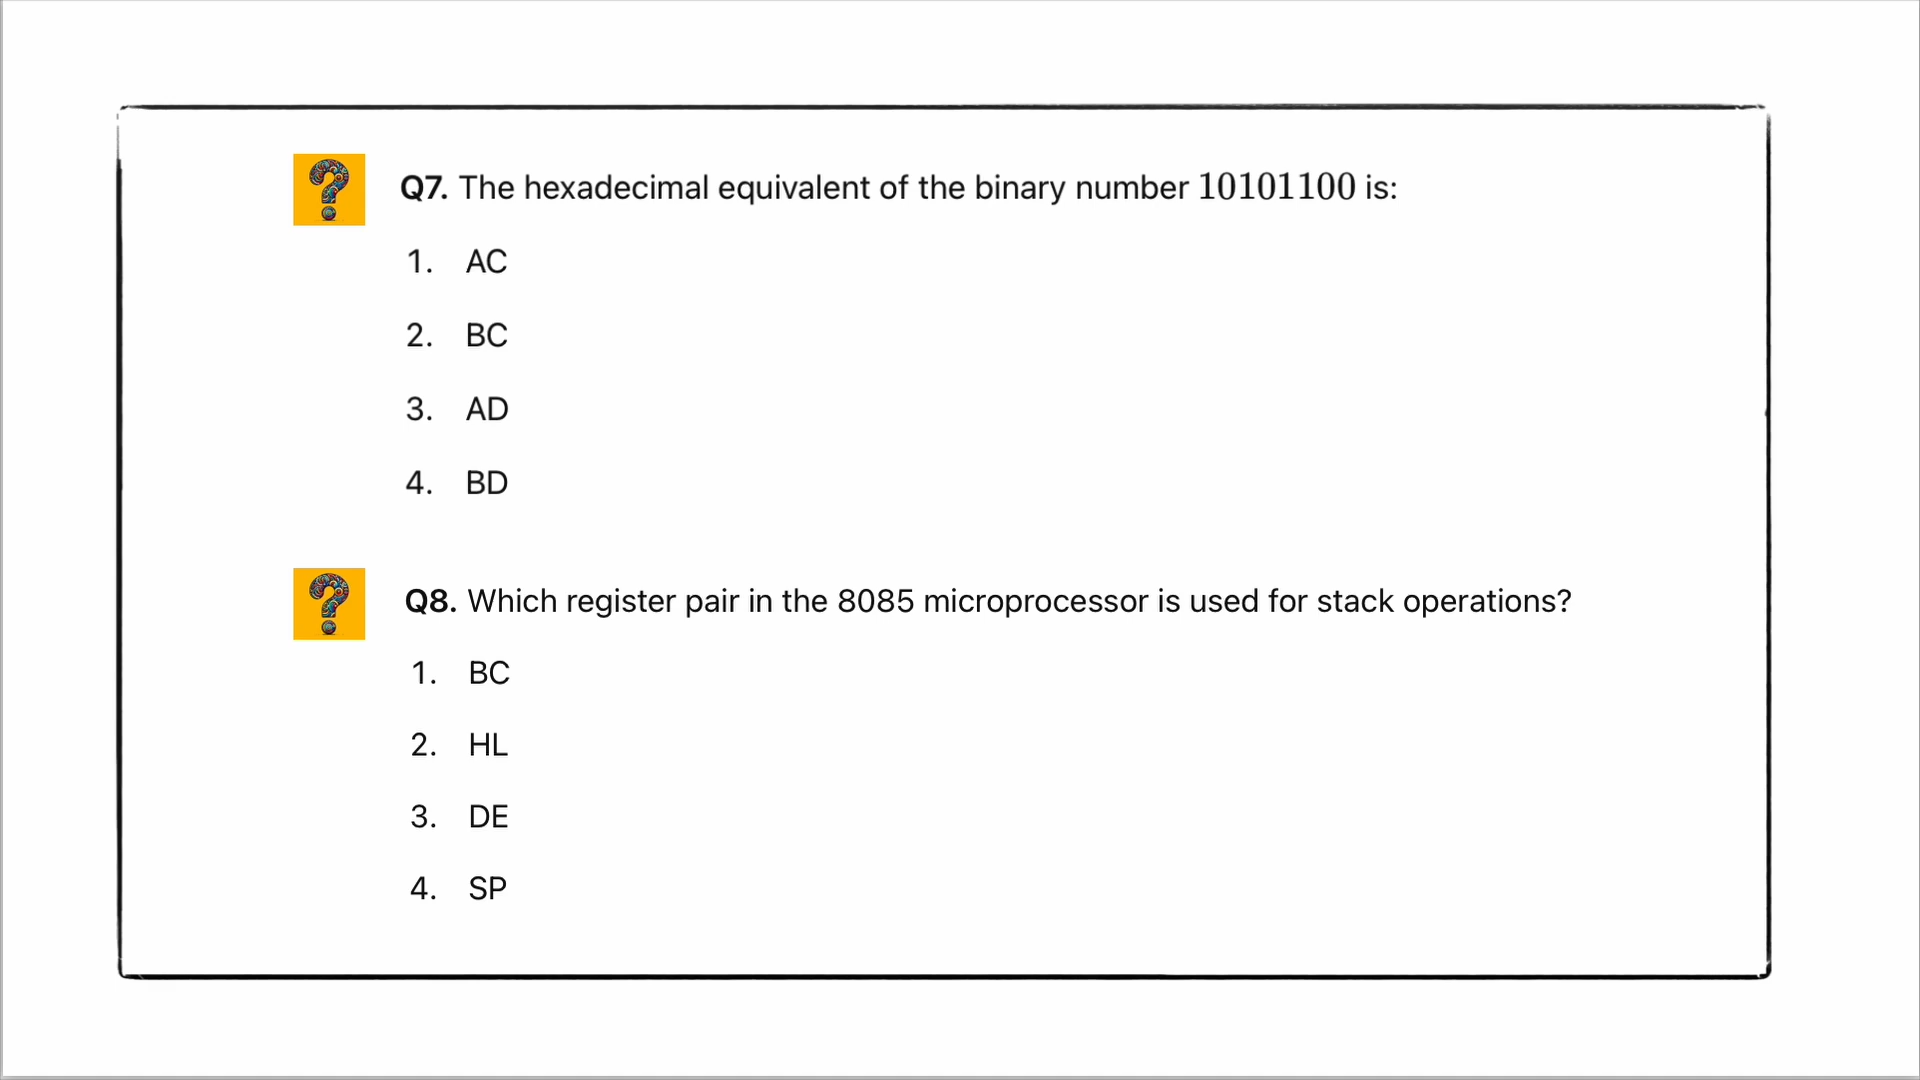 Q7. The hexadecimal equivalent of the binary number 10101100 is:
1. AC
2. BC
3. AD
4. BD
Q8. Which register pair in the 8085 microprocessor is used for stack operations?
1. BC
2. HL
3. DE
4. SP